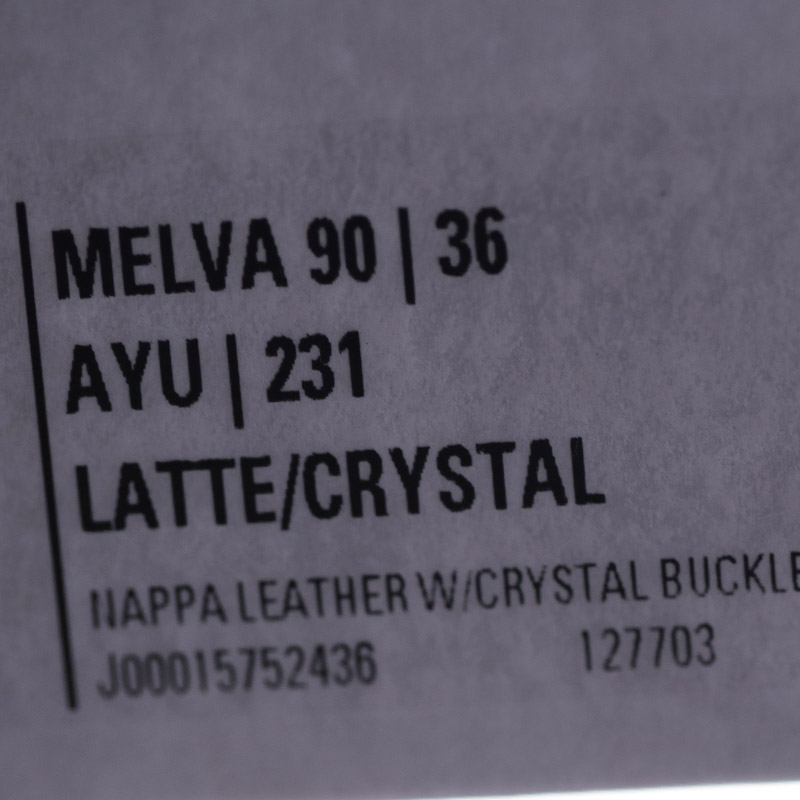 MELVA 90 | 36
AYU | 231
LATTE/CRYSTAL
NAPPA LEATHER W/CRYSTAL BUCKLE
J00015752436 127703